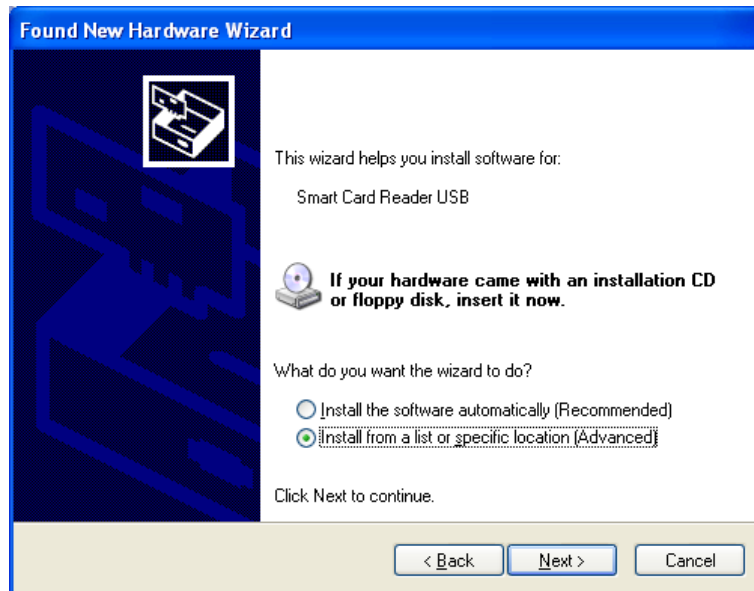 Found New Hardware Wizard
This wizard helps you install software for:
Smart Card Reader USB
If your hardware came with an installation CD
or floppy disk, insert it now.
What do you want the wizard to do?
Install the software automatically (Recommended)
Install from a list or specific location (Advanced)
Click Next to continue.
< Back Next > Cancel